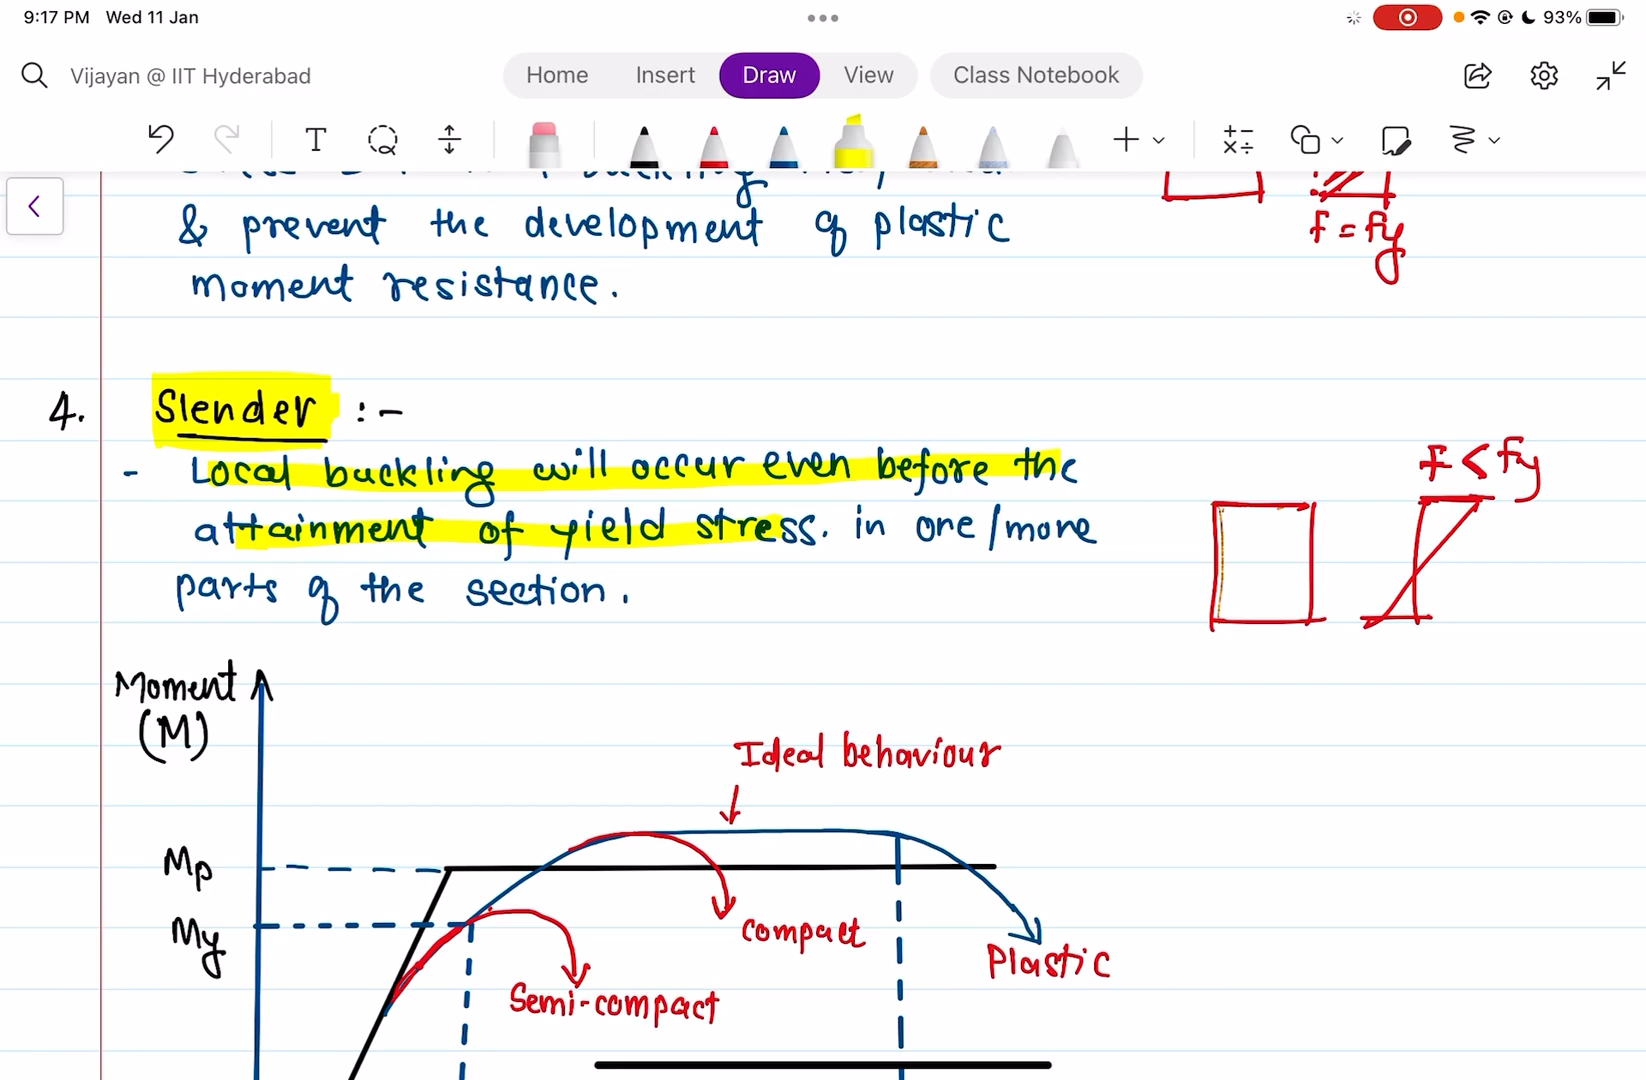 9:17 PM Wed 11 Jan
93%
Vijayan @ IIT Hyderabad
Home Insert Draw View Class Notebook
& prevent the development of plastic
moment resistance.
f = fy
4. Slender :-
- Local buckling will occur even before the
attainment of yield stress. in one/more
parts of the section.
F < fy
Moment
(M)
Ideal behaviour
Mp
My
compact
Plastic
Semi-compact